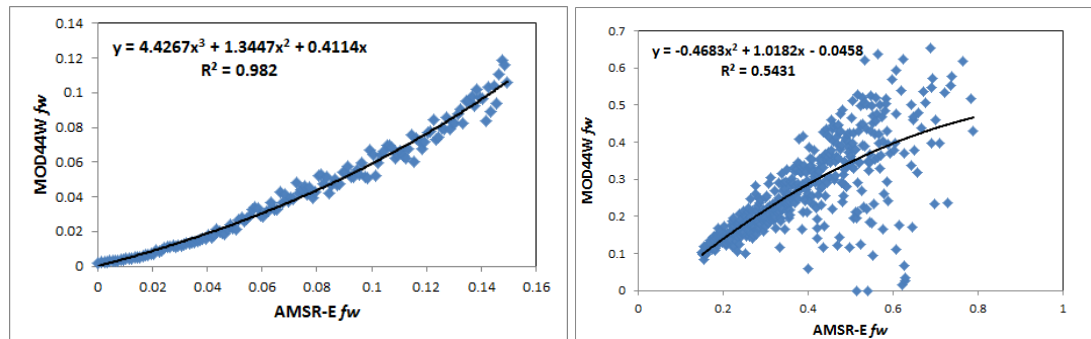 y = 4.4267x³ + 1.3447x² + 0.4114x
R² = 0.982
MOD44W fw
0.14
0.12
0.1
0.08
0.06
0.04
0.02
0
0 0.02 0.04 0.06 0.08 0.1 0.12 0.14 0.16
AMSR-E fw
y = -0.4683x² + 1.0182x - 0.0458
R² = 0.5431
MOD44W fw
0.7
0.6
0.5
0.4
0.3
0.2
0.1
0
0 0.2 0.4 0.6 0.8 1
AMSR-E fw